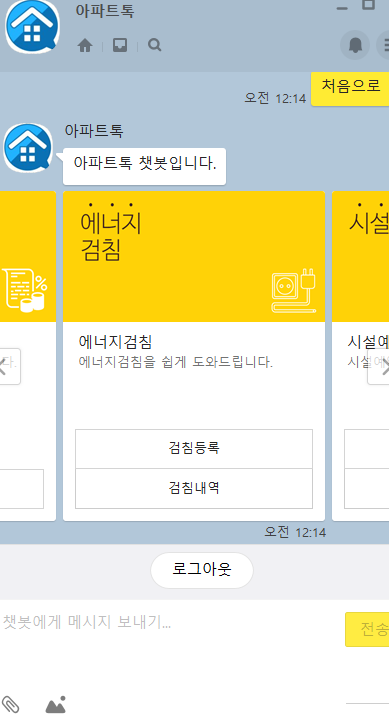 아파트톡
처음으로
오전 12:14
아파트톡
아파트톡 챗봇입니다.
에너지
검침
시설
에너지검침
에너지검침을 쉽게 도와드립니다.
다.
시설예
시설예
검침등록
검침내역
오전 12:14
로그아웃
챗봇에게 메시지 보내기...
전송